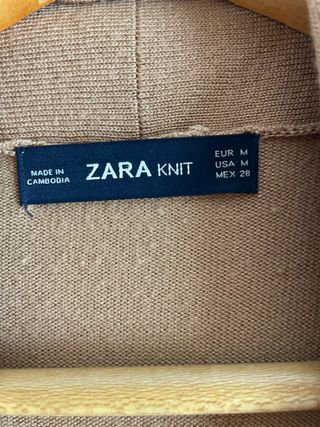 MADE IN
CAMBODIA
ZARA KNIT
EUR M
USA M
MEX 28